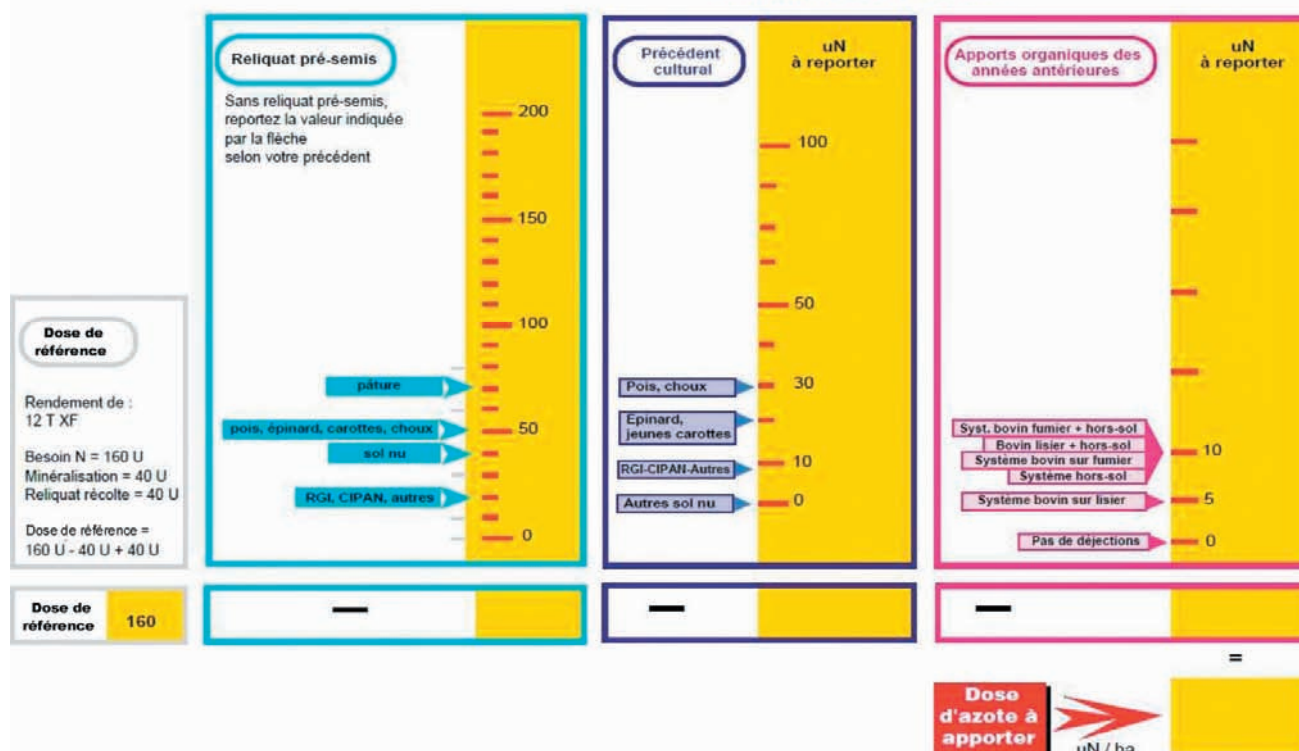 Reliquat pré-semis
Sans reliquat pré-semis,
reportez la valeur indiquée
par la flèche
selon votre précédent
200
150
100
50
0
pâture
pois, épinard, carottes, choux
sol nu
RGI, CIPAN, autres
Précédent
cultural
uN
à reporter
100
50
30
10
0
Pois, choux
Epinard,
jeunes carottes
RGI-CIPAN-Autres
Autres sol nu
Apports organiques des
années antérieures
uN
à reporter
Syst. bovin fumier + hors-sol
Bovin lisier + hors-sol
Système bovin sur fumier
Système hors-sol
Système bovin sur lisier
Pas de déjections
10
5
0
Dose de
référence
Rendement de :
12 T XF
Besoin N = 160 U
Minéralisation = 40 U
Reliquat récolte = 40 U
Dose de référence =
160 U - 40 U + 40 U
Dose de
référence
160
—
—
—
=
Dose
d'azote à
apporter
uN / ha